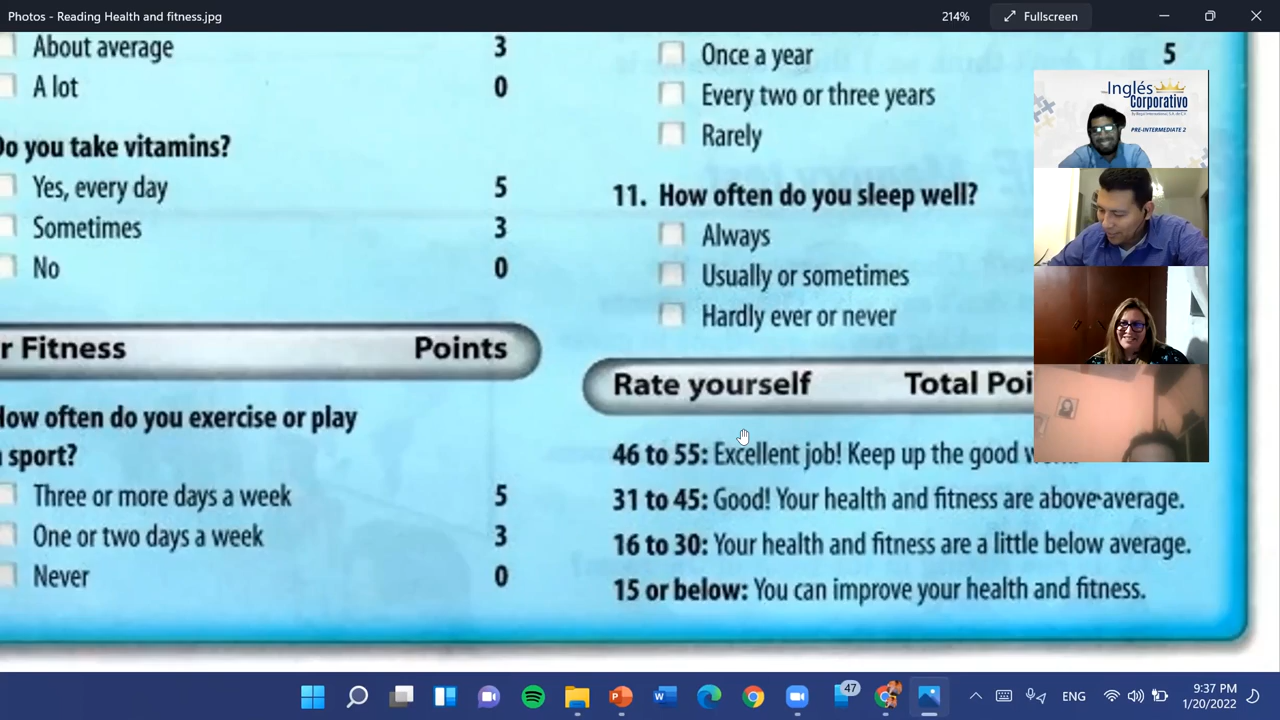 Photos - Reading Health and fitness.jpg
214%
Fullscreen
About average 3
A lot 0
Do you take vitamins?
Yes, every day 5
Sometimes 3
No 0
r Fitness Points
How often do you exercise or play
sport?
Three or more days a week 5
One or two days a week 3
Never 0
Once a year 5
Every two or three years
Rarely
11. How often do you sleep well?
Always
Usually or sometimes
Hardly ever or never
Rate yourself Total Poi
46 to 55: Excellent job! Keep up the good
31 to 45: Good! Your health and fitness are above average.
16 to 30: Your health and fitness are a little below average.
15 or below: You can improve your health and fitness.
Inglés
Corporativo
PRE-INTERMEDIATE 2
47
ENG
9:37 PM
1/20/2022